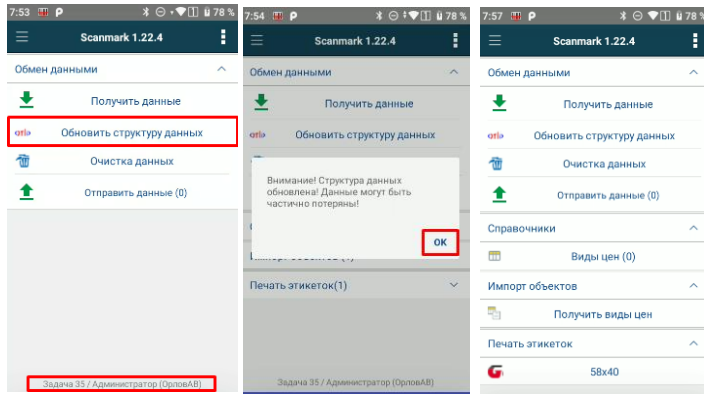 7:53
78 %
Scanmark 1.22.4
Обмен данными
Получить данные
Обновить структуру данных
Очистка данных
Отправить данные (0)
Задача 35 / Администратор (ОрловАВ)
7:54
78 %
Scanmark 1.22.4
Обмен данными
Получить данные
Обновить структуру данных
Внимание! Структура данных
обновлена! Данные могут быть
частично потеряны!
OK
Печать этикеток(1)
Задача 35 / Администратор (ОрловАВ)
7:57
78 %
Scanmark 1.22.4
Обмен данными
Получить данные
Обновить структуру данных
Очистка данных
Отправить данные (0)
Справочники
Виды цен (0)
Импорт объектов
Получить виды цен
Печать этикеток
58x40